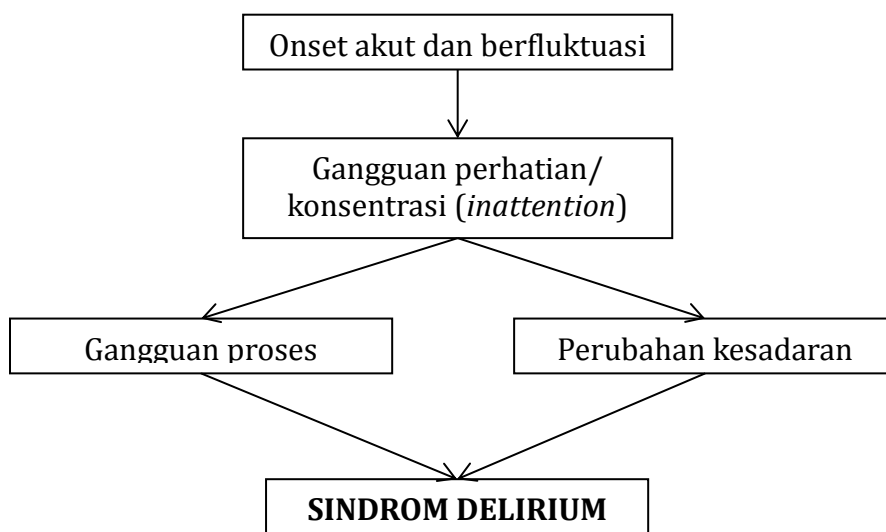 Onset akut dan berfluktuasi
Gangguan perhatian/
konsentrasi (inattention)
Gangguan proses
Perubahan kesadaran
SINDROM DELIRIUM